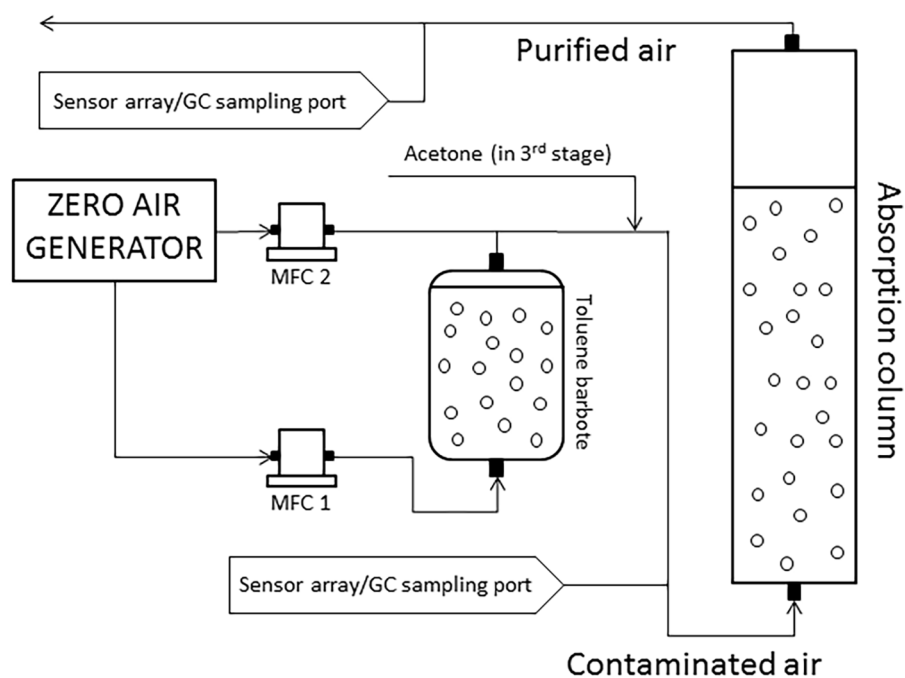 Purified air
Sensor array/GC sampling port
Acetone (in 3rd stage)
ZERO AIR
GENERATOR
MFC 2
Toluene barbote
Absorption column
MFC 1
Sensor array/GC sampling port
Contaminated air